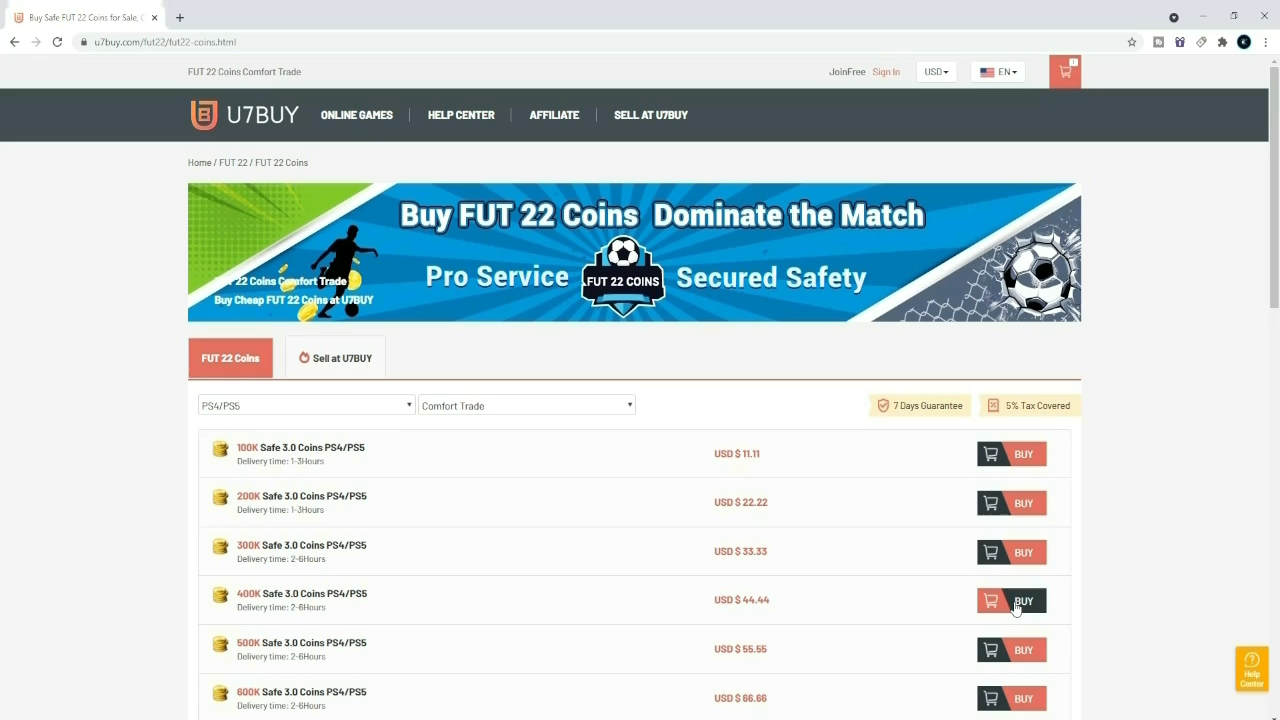 Buy Safe FUT 22 Coins for Sale, C
u7buy.com/fut22/fut22-coins.html
FUT 22 Coins Comfort Trade
JoinFree Sign In USD EN 1
U7BUY ONLINE GAMES HELP CENTER AFFILIATE SELL AT U7BUY
Home / FUT 22 / FUT 22 Coins
Buy FUT 22 Coins Dominate the Match
Pro Service FUT 22 COINS Secured Safety
22 Coins Comfort Trade
Buy Cheap FUT 22 Coins at U7BUY
FUT 22 Coins Sell at U7BUY
PS4/PS5 Comfort Trade 7 Days Guarantee 5% Tax Covered
100K Safe 3.0 Coins PS4/PS5
Delivery time: 1-3Hours
USD $ 11.11 BUY
200K Safe 3.0 Coins PS4/PS5
Delivery time: 1-3Hours
USD $ 22.22 BUY
300K Safe 3.0 Coins PS4/PS5
Delivery time: 2-6Hours
USD $ 33.33 BUY
400K Safe 3.0 Coins PS4/PS5
Delivery time: 2-6Hours
USD $ 44.44 BUY
500K Safe 3.0 Coins PS4/PS5
Delivery time: 2-6Hours
USD $ 55.55 BUY
600K Safe 3.0 Coins PS4/PS5
Delivery time: 2-6Hours
USD $ 66.66 BUY
Help
Center